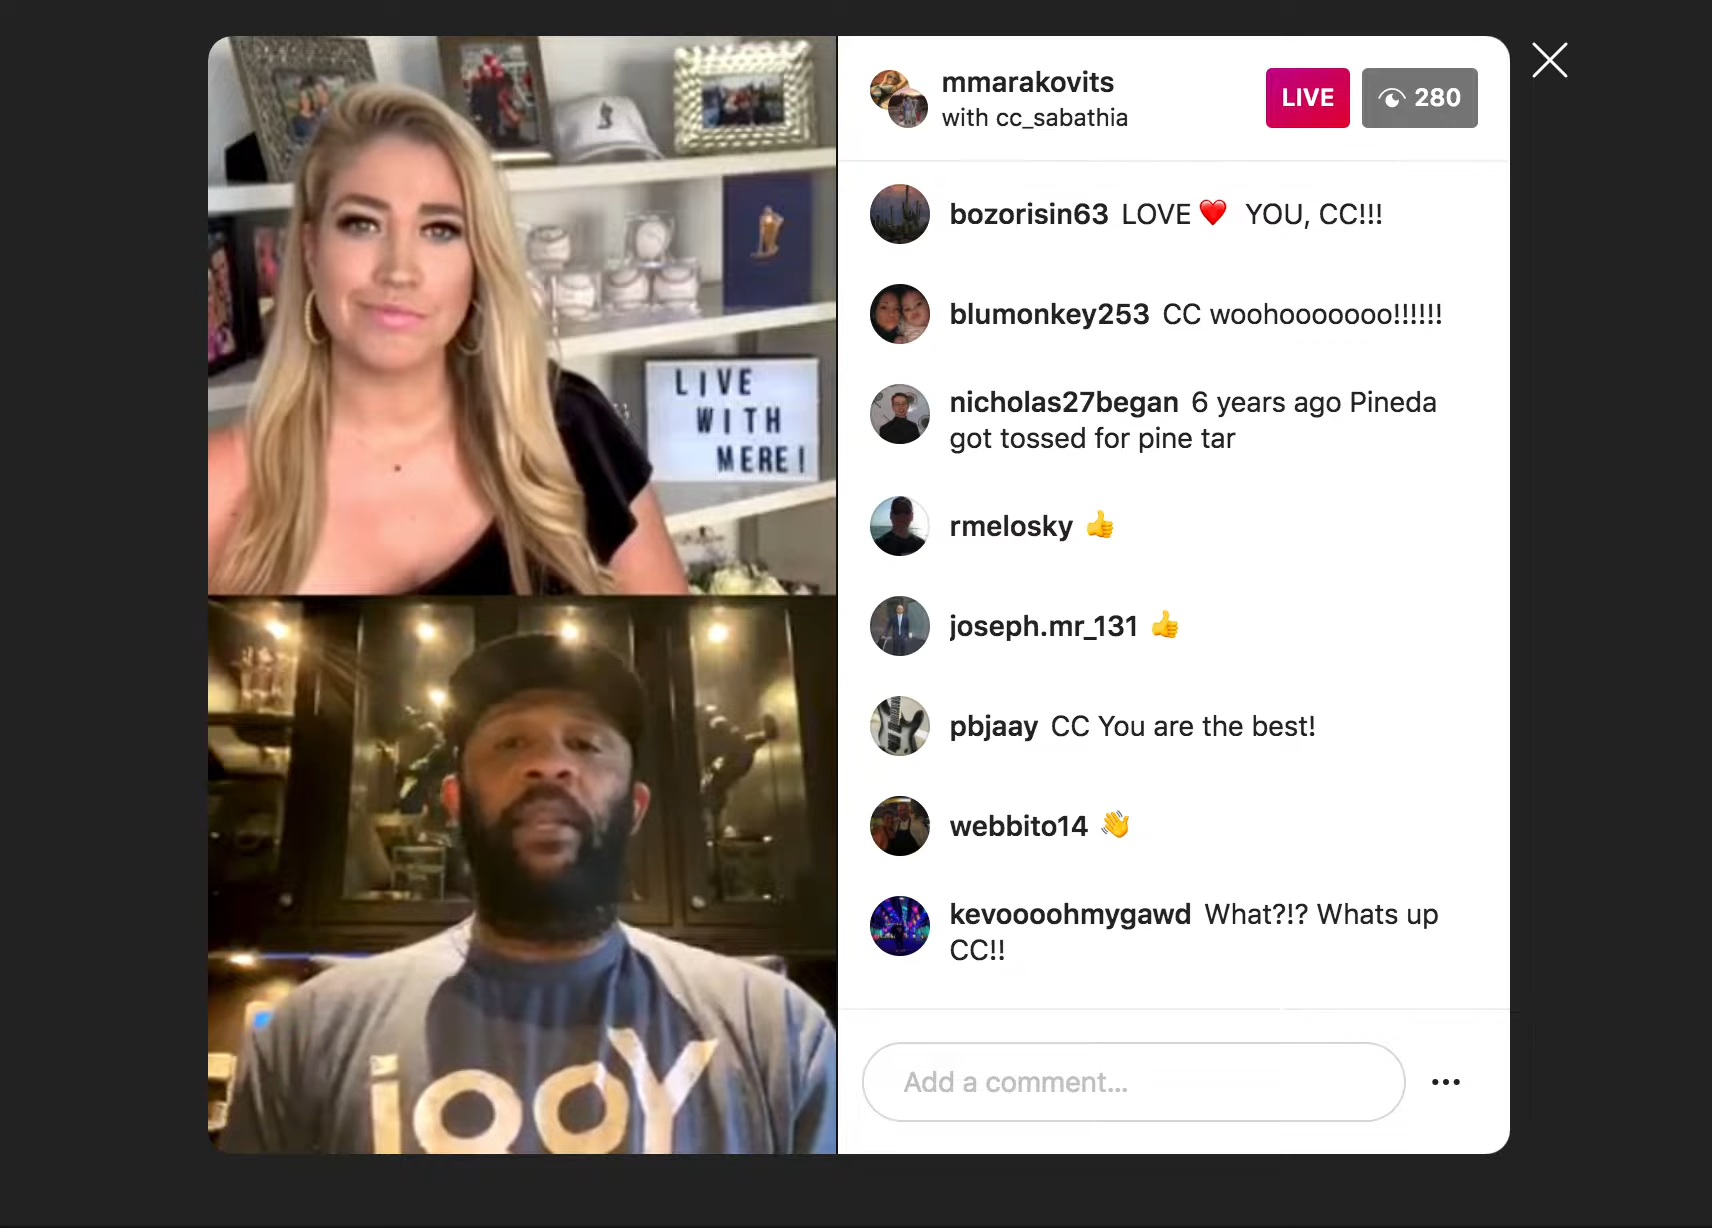 mmarakovits
with cc_sabathia
LIVE
280
LIVE
WITH
MERE!
bozorisin63 LOVE ❤️ YOU, CC!!!
blumonkey253 CC woohooooooo!!!!!!
nicholas27began 6 years ago Pineda
got tossed for pine tar
rmelosky 👍
joseph.mr_131 👍
pbjaay CC You are the best!
webbito14 👋
kevoooohmygawd What?!? Whats up
CC!!
Add a comment...